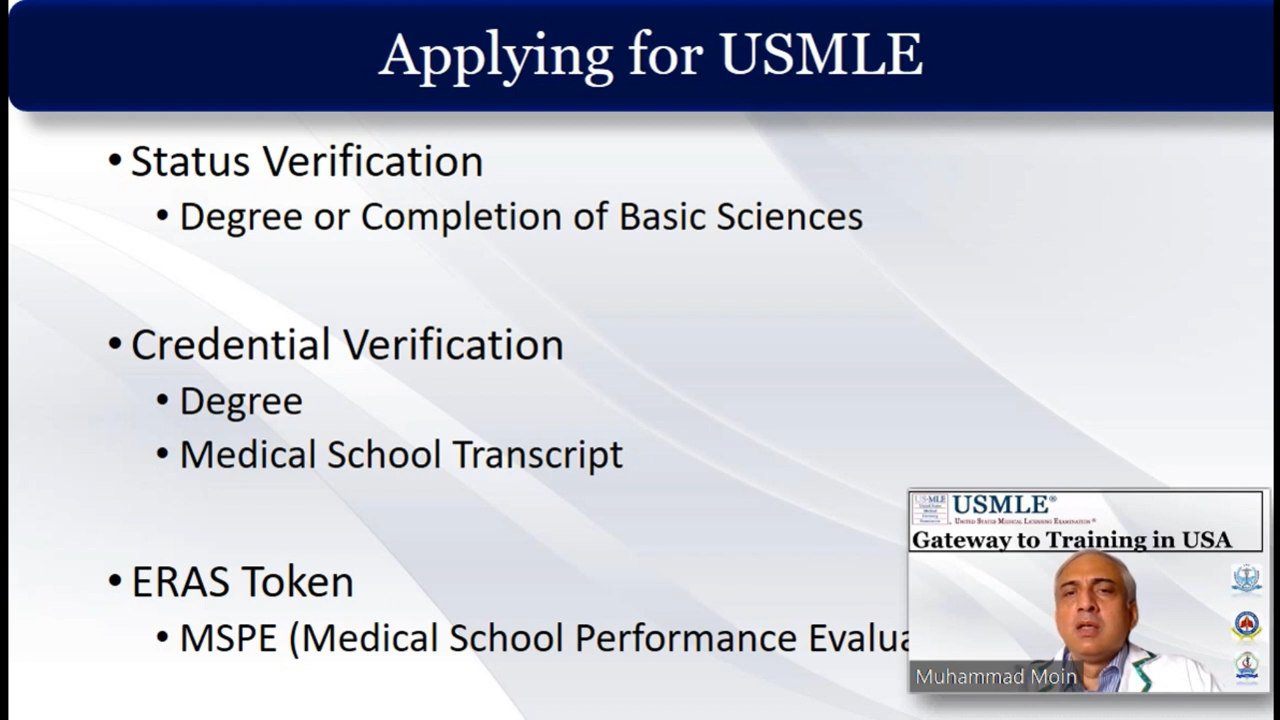 Applying for USMLE
• Status Verification
• Degree or Completion of Basic Sciences
• Credential Verification
• Degree
• Medical School Transcript
• ERAS Token
• MSPE (Medical School Performance Evalua
USMLE®
UNITED STATES MEDICAL LICENSING EXAMINATION®
Gateway to Training in USA
Muhammad Moin